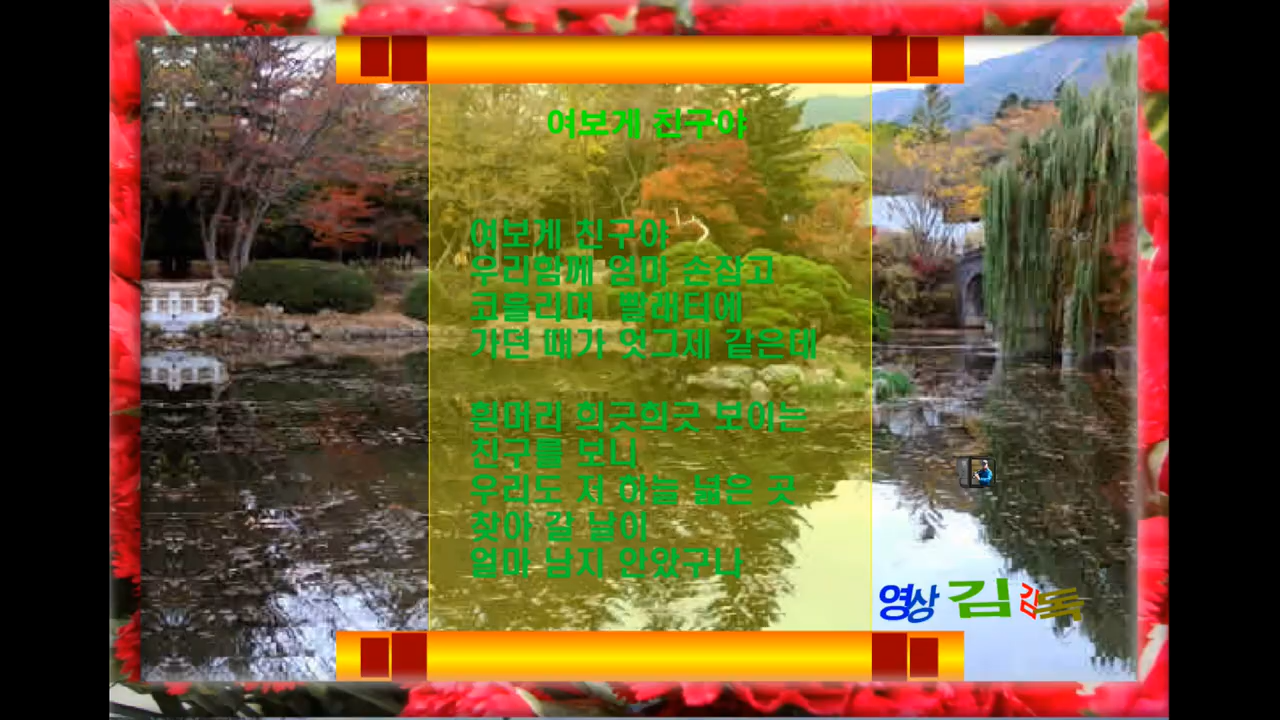 여보게 친구야
여보게 친구야
우리함께 엄마 손잡고
코흘리며 빨래터에
가던 때가 엇그제 같은데
흰머리 희긋희긋 보이는
친구를 보니
우리도 저 하늘 넓은 곳
찾아 갈 날이
얼마 남지 안았구나
영상 김감독